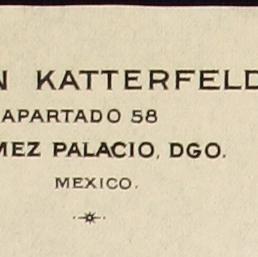 N KATTERFELD
APARTADO 58
MEZ PALACIO, DGO.
MEXICO.